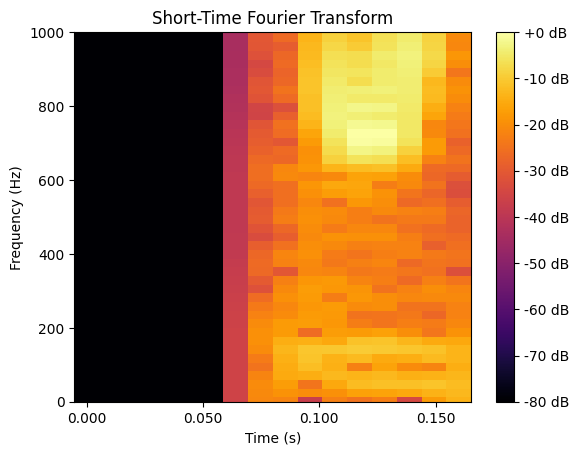 Short-Time Fourier Transform
1000
800
600
400
200
0
Frequency (Hz)
0.000
0.050
0.100
0.150
Time (s)
+0 dB
-10 dB
-20 dB
-30 dB
-40 dB
-50 dB
-60 dB
-70 dB
-80 dB